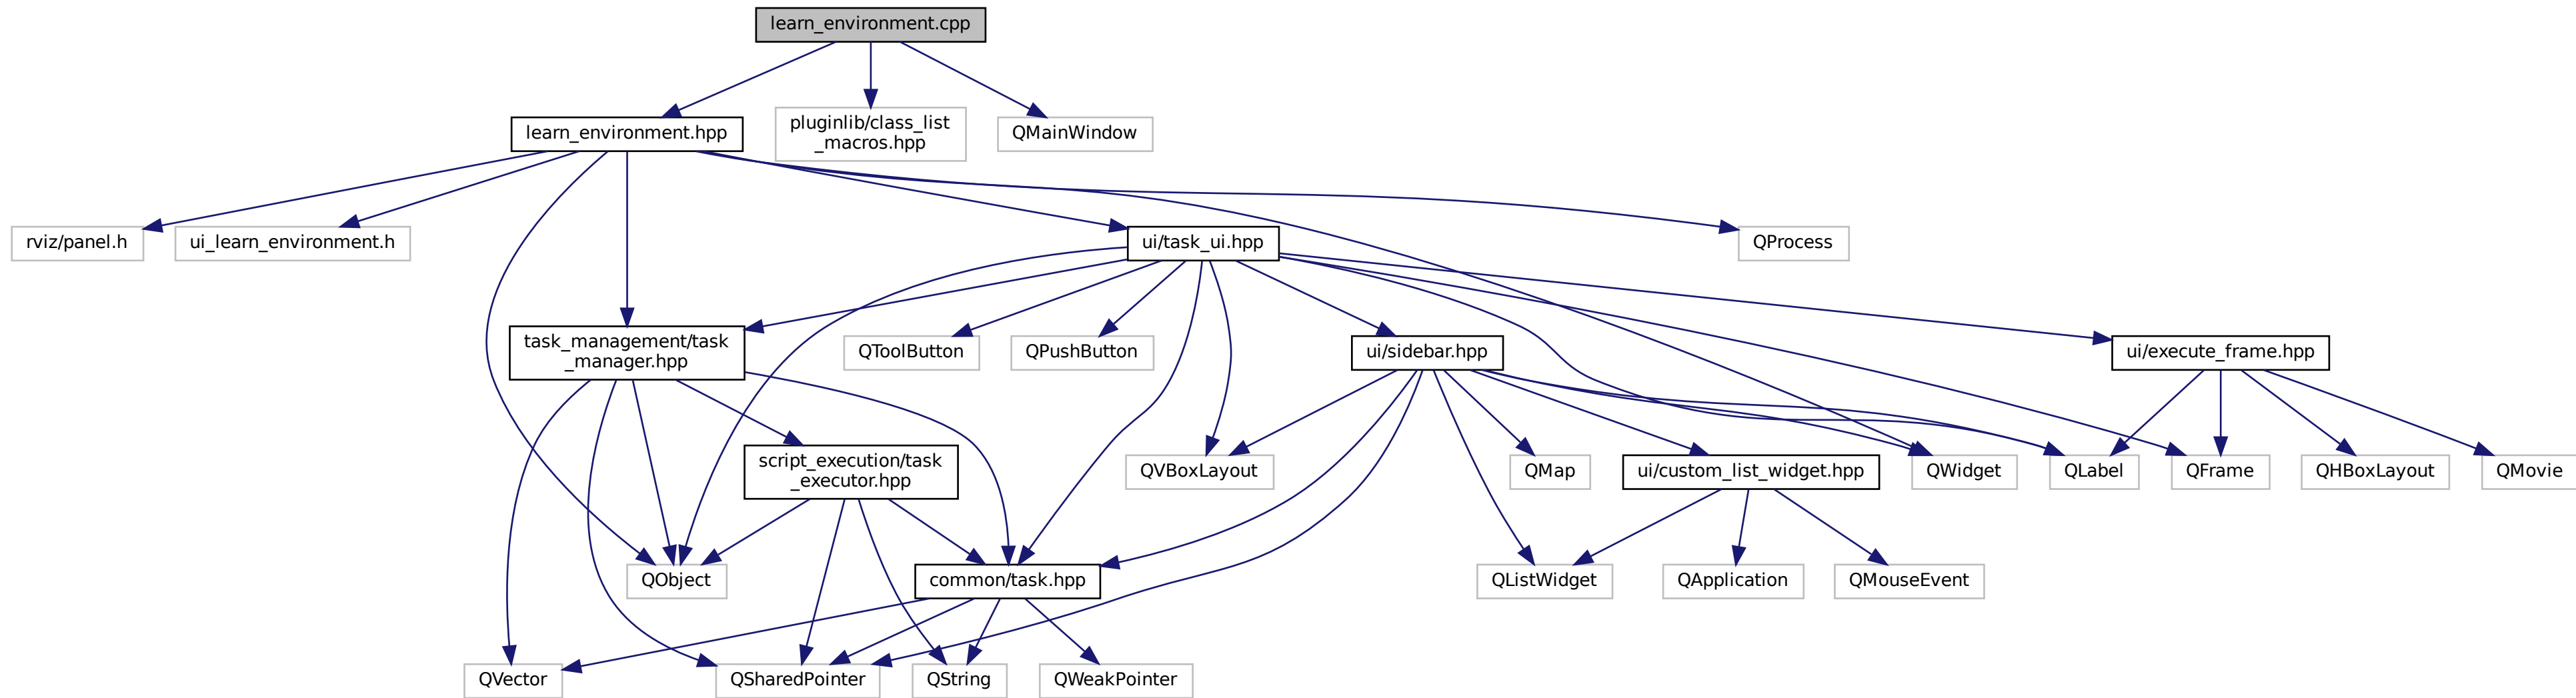 learn_environment.cpp
learn_environment.hpp
pluginlib/class_list
_macros.hpp
QMainWindow
rviz/panel.h
ui_learn_environment.h
ui/task_ui.hpp
QProcess
task_management/task
_manager.hpp
QToolButton
QPushButton
ui/sidebar.hpp
ui/execute_frame.hpp
script_execution/task
_executor.hpp
QVBoxLayout
QMap
ui/custom_list_widget.hpp
QWidget
QLabel
QFrame
QHBoxLayout
QMovie
QObject
common/task.hpp
QListWidget
QApplication
QMouseEvent
QVector
QSharedPointer
QString
QWeakPointer